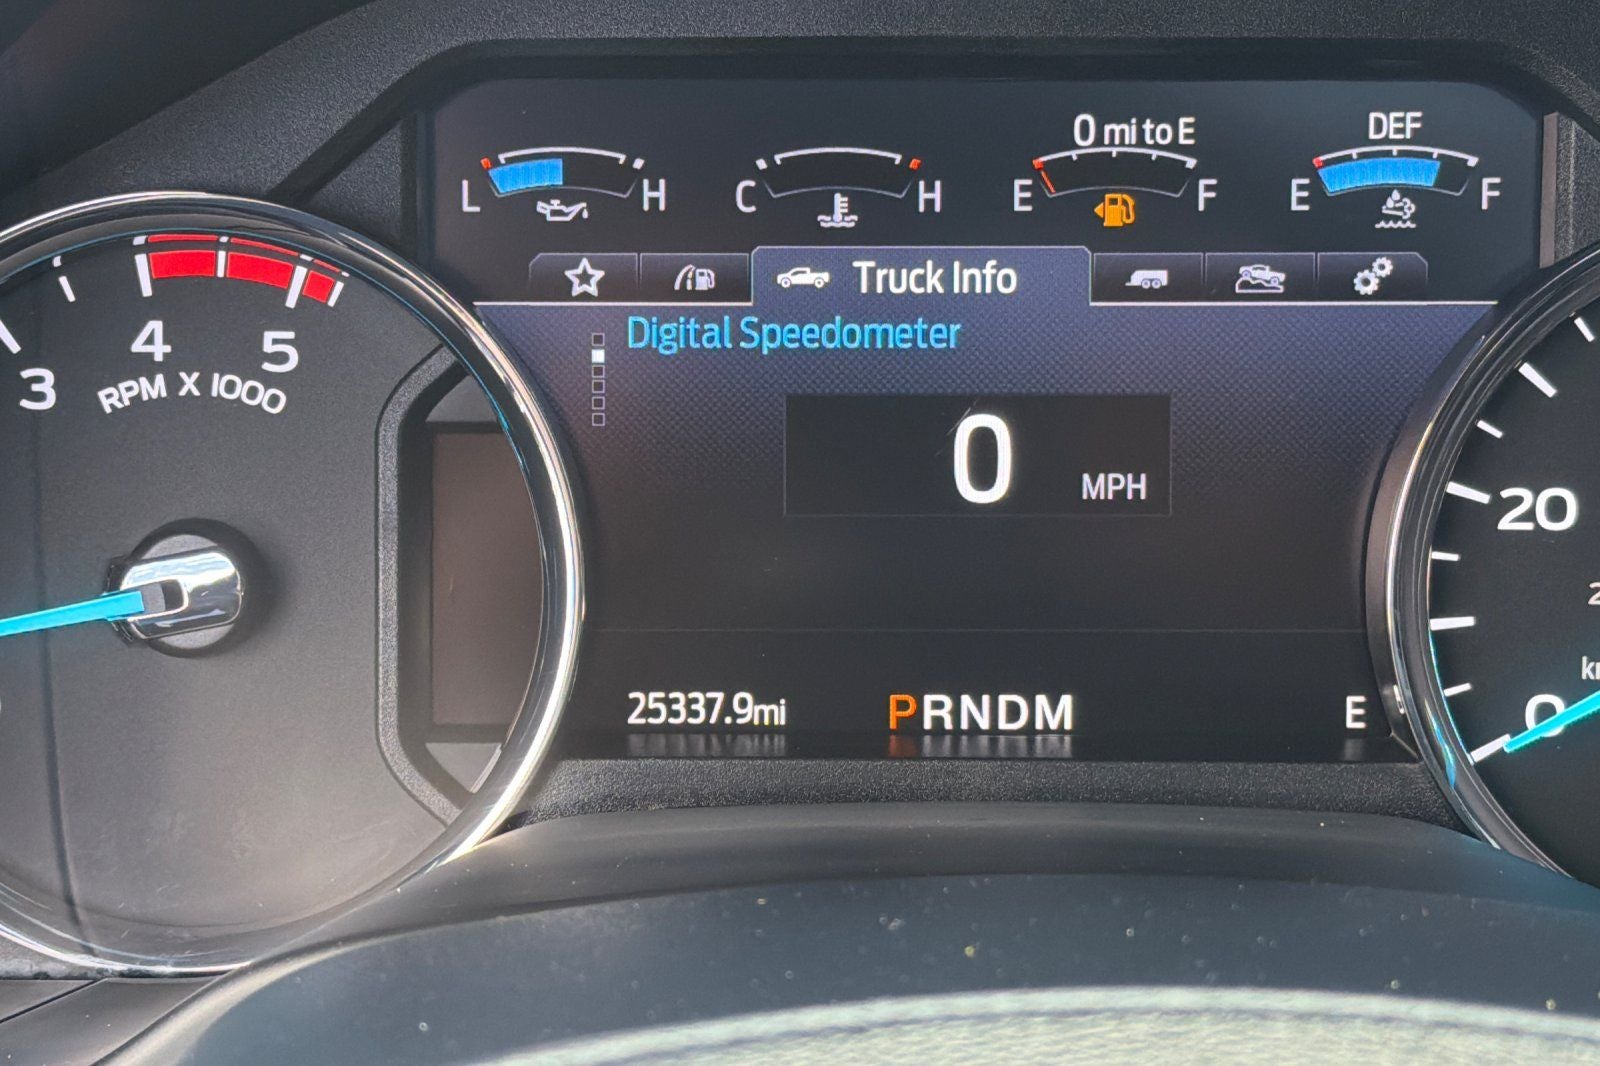 0 mi to E
DEF
L H
C H
E F
E F
Truck Info
Digital Speedometer
0 MPH
3 4 5
RPM X 1000
20
0
25337.9mi
PRNDM
E